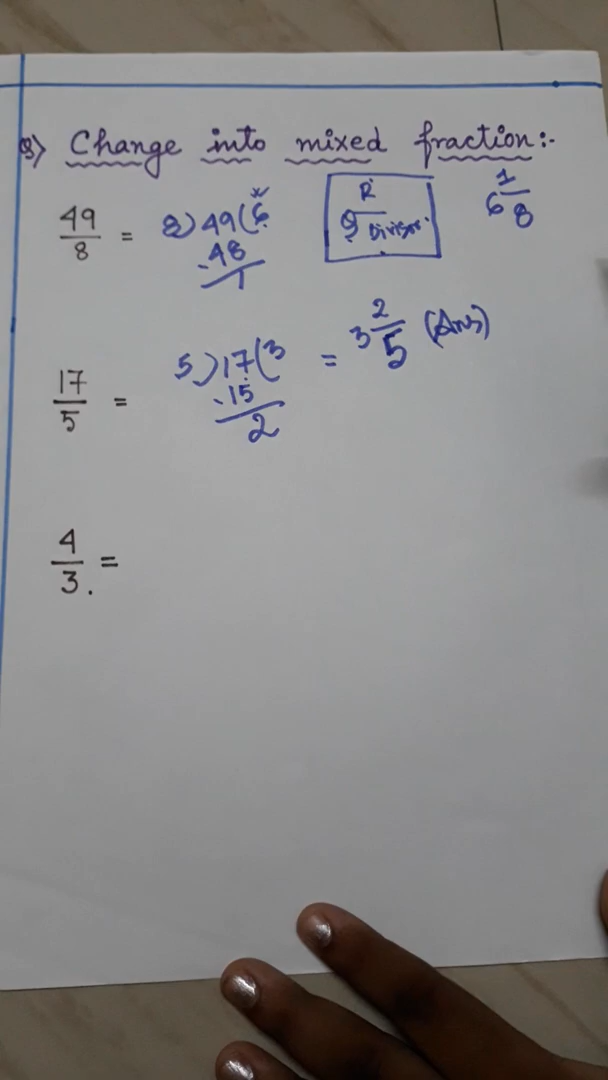 Q) Change into mixed fraction:-
49/8 = 8)49(6 R 6 1/8
48 Q Divisor
1
17/5 = 5)17(3 = 3 2/5 (Ans)
15
2
4/3 =